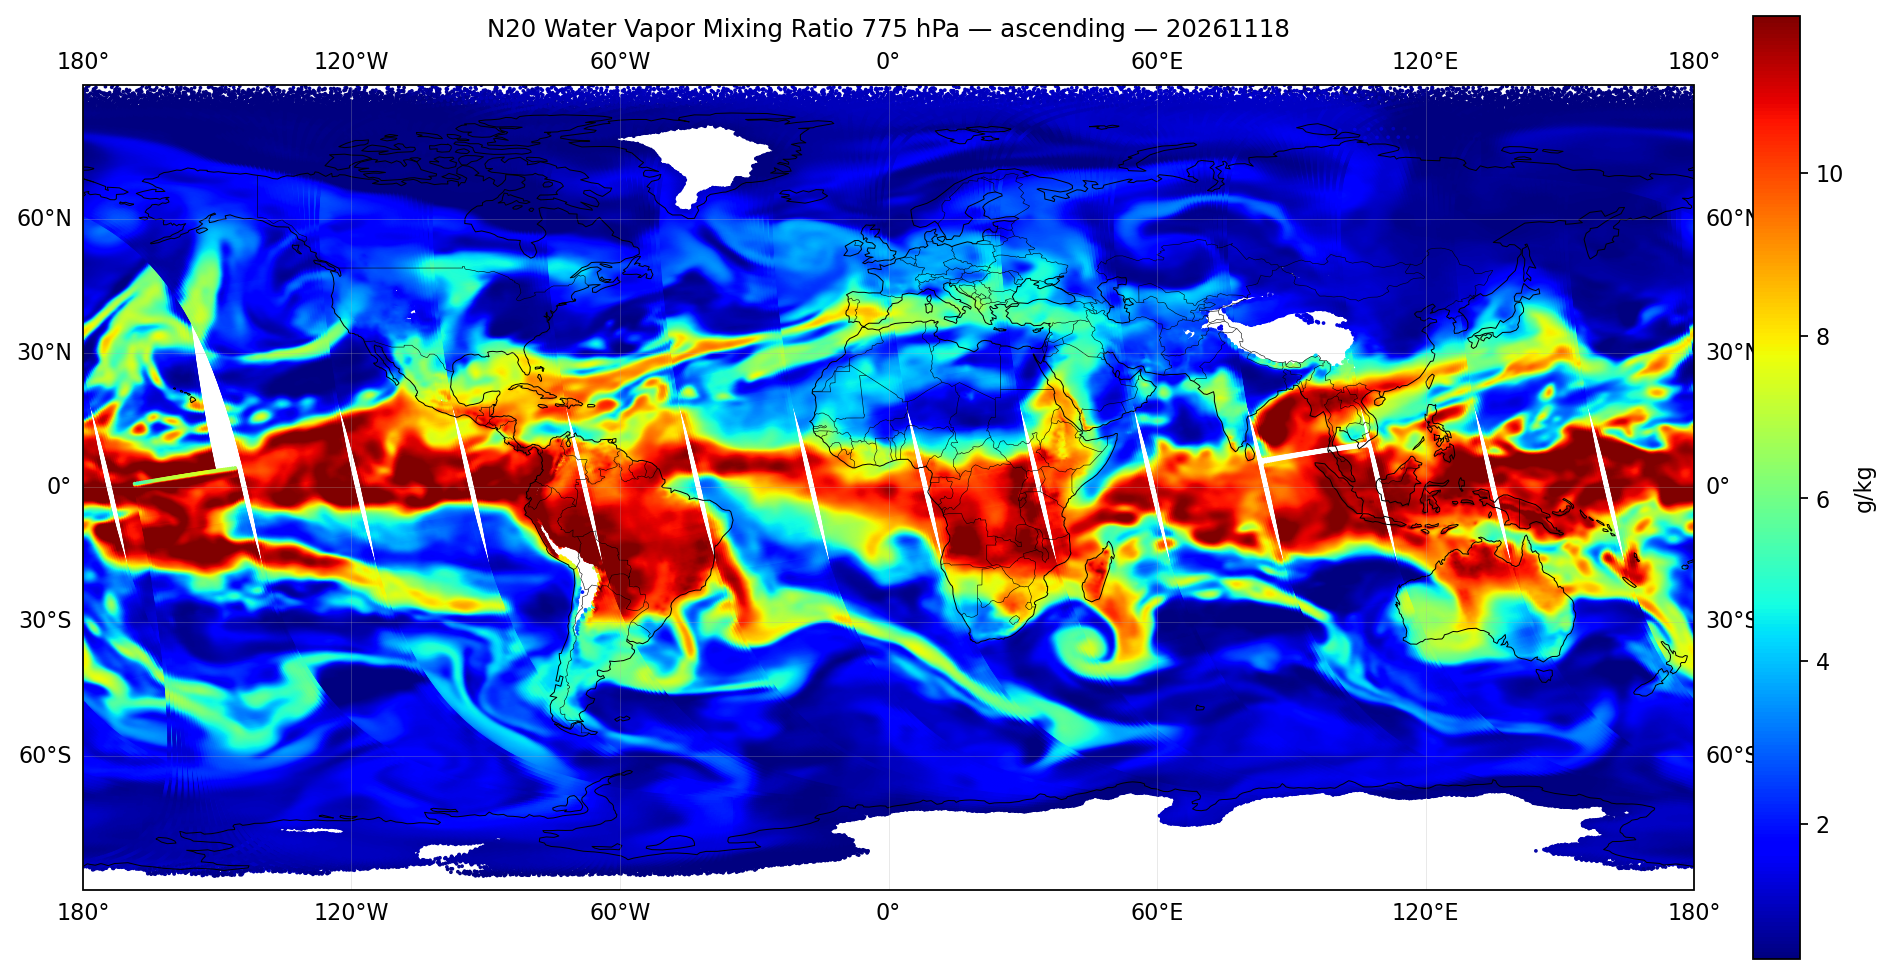 N20 Water Vapor Mixing Ratio 775 hPa — ascending — 20261118
180° 120°W 60°W 0° 60°E 120°E 180°
10
60°N 60°N
8
30°N 30°N
g/kg
0° 0°
6
30°S 30°S
4
60°S 60°S
2
180° 120°W 60°W 0° 60°E 120°E 180°